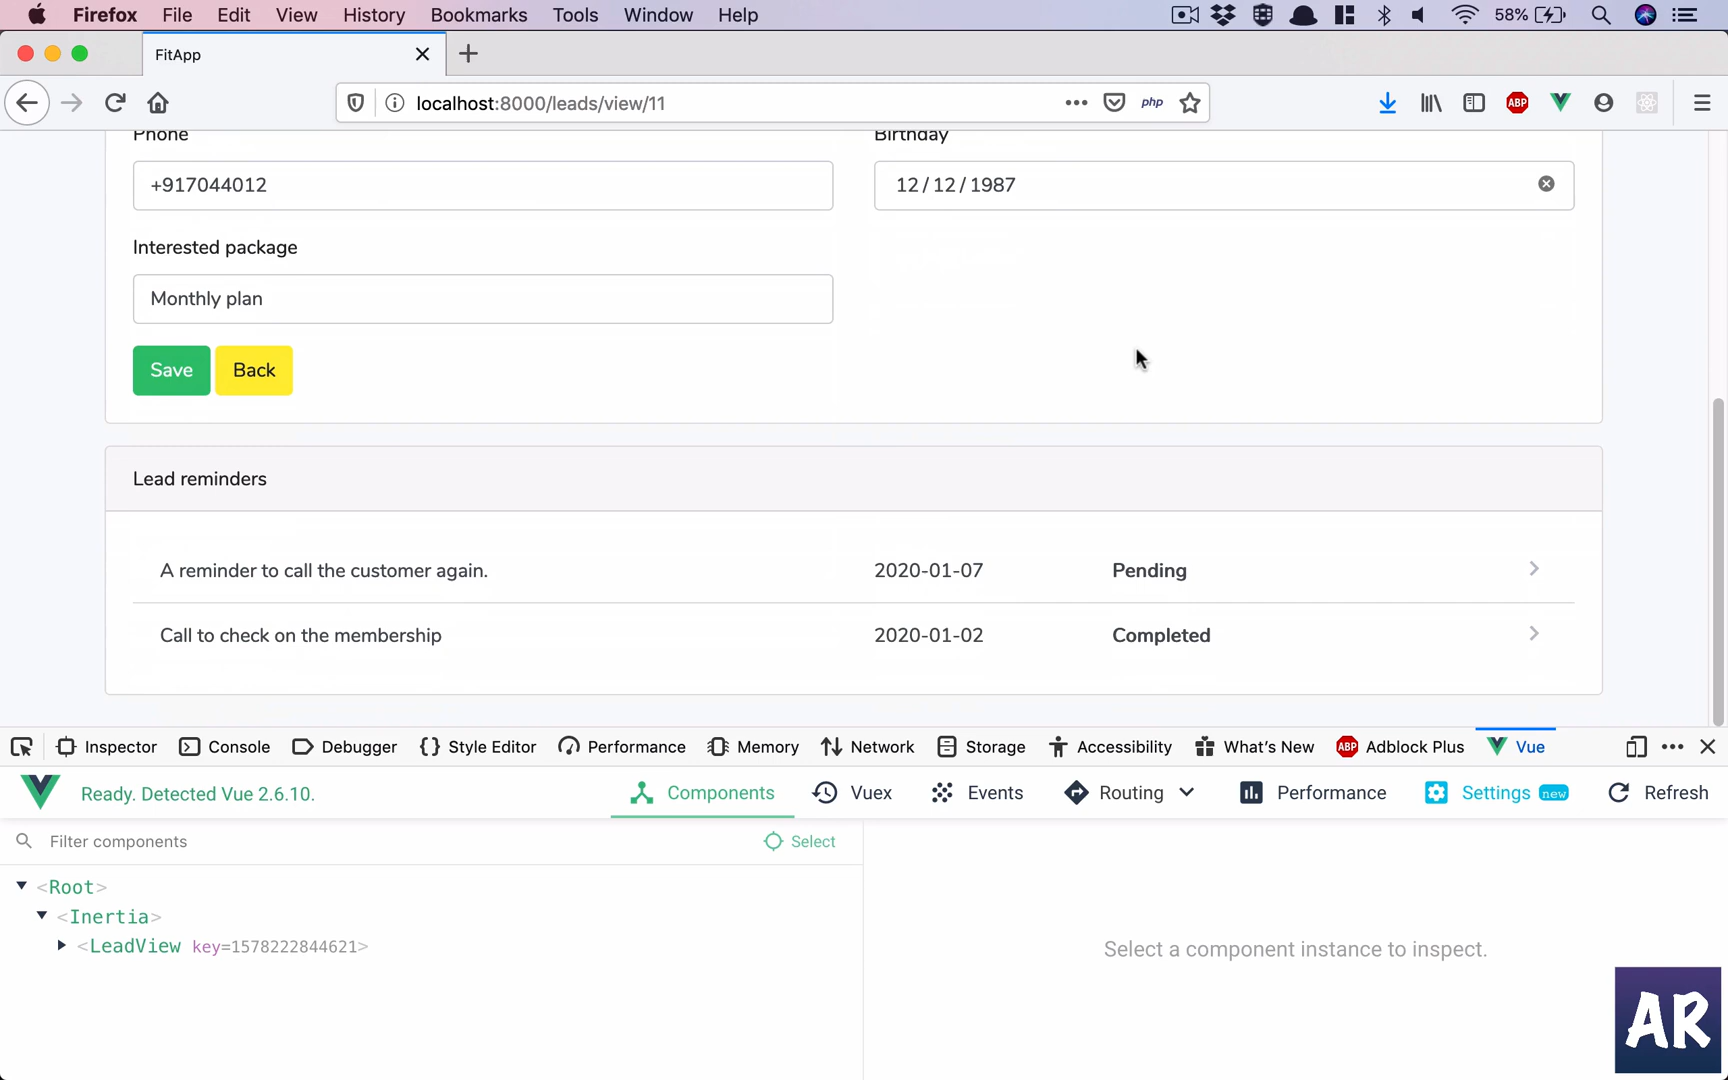 Firefox File Edit View History Bookmarks Tools Window Help 58%
FitApp
localhost:8000/leads/view/11 php ABP
Phone Birthday
+917044012 12/12/1987
Interested package
Monthly plan
Save Back
Lead reminders
A reminder to call the customer again. 2020-01-07 Pending
Call to check on the membership 2020-01-02 Completed
Inspector Console Debugger Style Editor Performance Memory Network Storage Accessibility What's New ABP Adblock Plus Vue
Ready. Detected Vue 2.6.10. Components Vuex Events Routing Performance Settings new Refresh
Filter components Select
<Root>
<Inertia>
<LeadView key=1578222844621>
Select a component instance to inspect.
AR